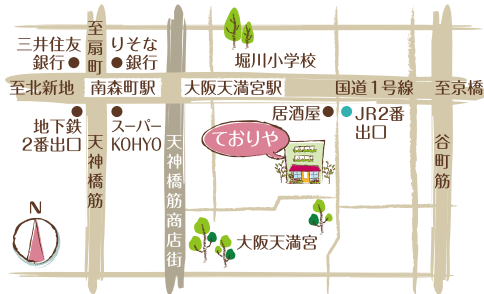 至扇町
三井住友
銀行
りそな
銀行
堀川小学校
至北新地
南森町駅
大阪天満宮駅
国道1号線
至京橋
地下鉄
2番出口
スーパー
KOHYO
居酒屋
JR2番
出口
ておりや
天神橋筋
天神橋筋商店街
谷町筋
大阪天満宮
N